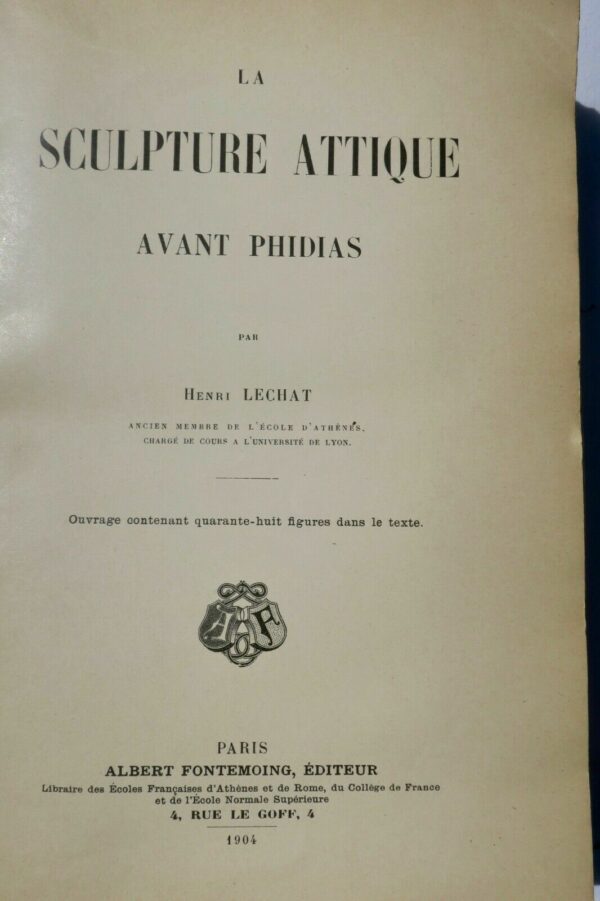 LA
SCULPTURE ATTIQUE
AVANT PHIDIAS
PAR
HENRI LECHAT
ANCIEN MEMBRE DE L'ÉCOLE D'ATHÈNES,
CHARGÉ DE COURS A L'UNIVERSITÉ DE LYON.
Ouvrage contenant quarante-huit figures dans le texte.
A F
PARIS
ALBERT FONTEMOING, ÉDITEUR
Libraire des Écoles Françaises d'Athènes et de Rome, du Collège de France
et de l'École Normale Supérieure
4, RUE LE GOFF, 4
1904